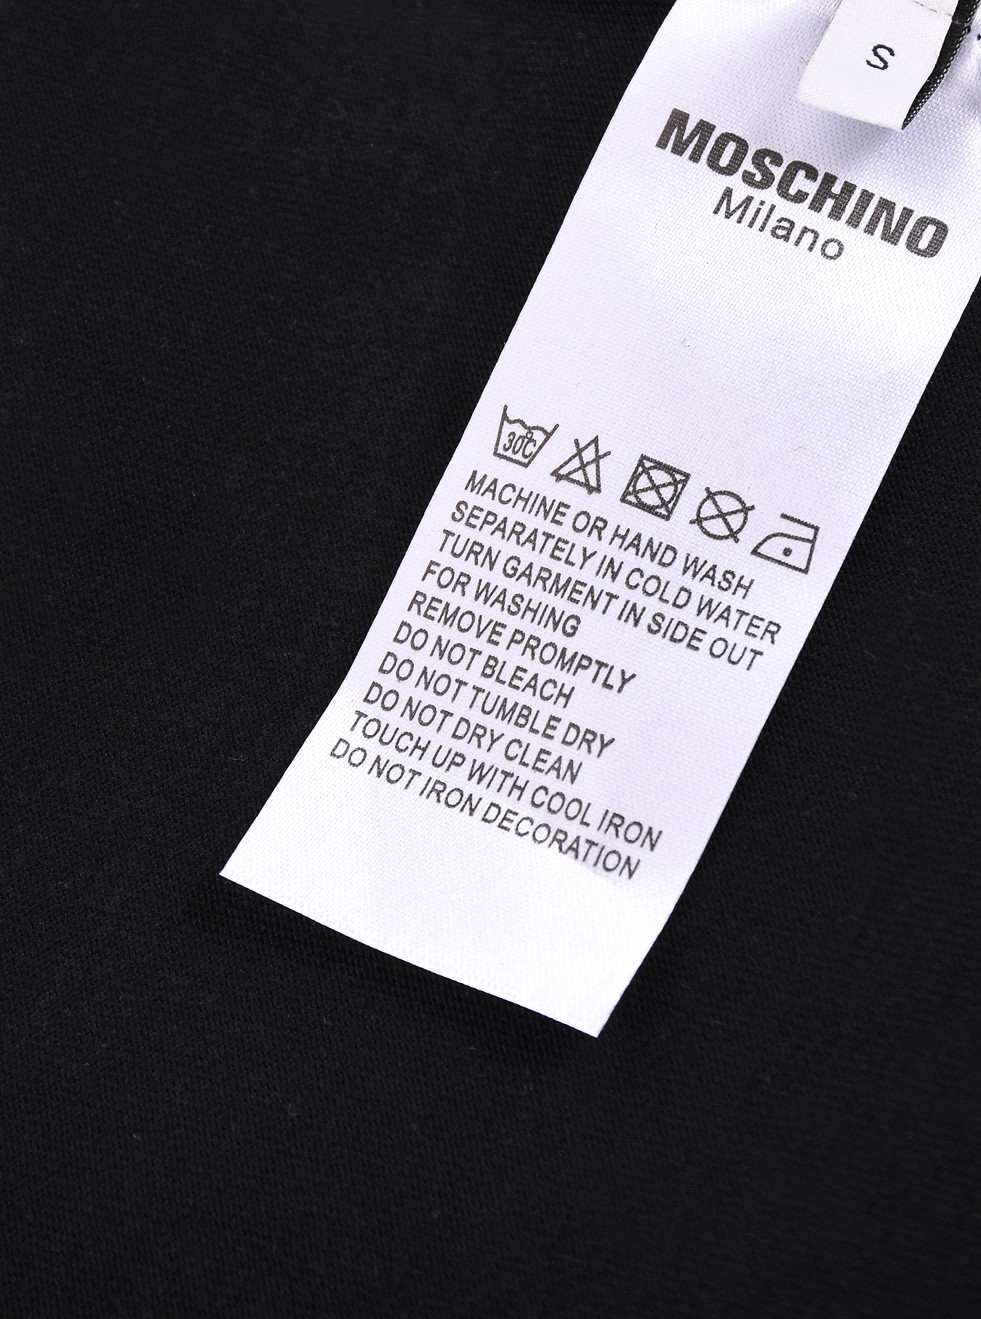 S
MOSCHINO
Milano
30℃
MACHINE OR HAND WASH
SEPARATELY IN COLD WATER
TURN GARMENT IN SIDE OUT
FOR WASHING
REMOVE PROMPTLY
DO NOT BLEACH
DO NOT TUMBLE DRY
DO NOT DRY CLEAN
TOUCH UP WITH COOL IRON
DO NOT IRON DECORATION